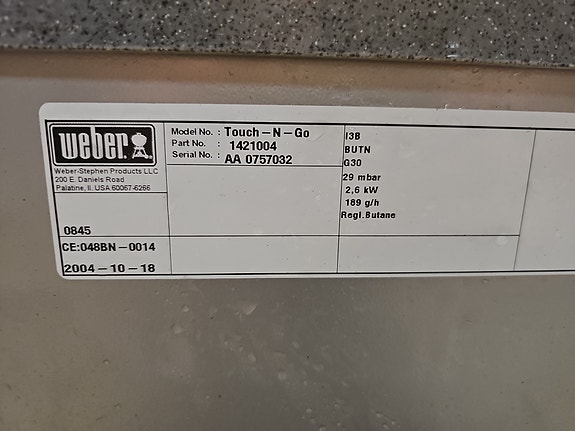 weber
Weber-Stephen Products LLC
200 E. Daniels Road
Palatine, IL USA 60067-6266
0845
CE:048BN-0014
2004-10-18
Model No. : Touch-N-Go
Part No. : 1421004
Serial No. : AA 0757032
I3B
BUTN
G30
29 mbar
2,6 kW
189 g/h
Regl.Butane